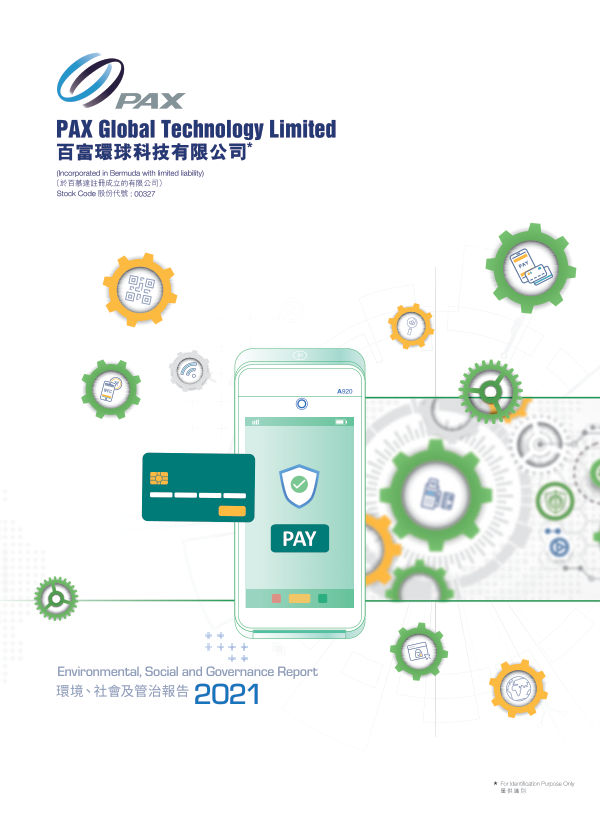 PAX
PAX Global Technology Limited
百富環球科技有限公司*
(Incorporated in Bermuda with limited liability)
(於百慕達註冊成立的有限公司)
Stock Code 股份代號 : 00327
PAY
NFC
A920
PAY
Environmental, Social and Governance Report
環境、社會及管治報告 2021
* For Identification Purpose Only
僅供識別